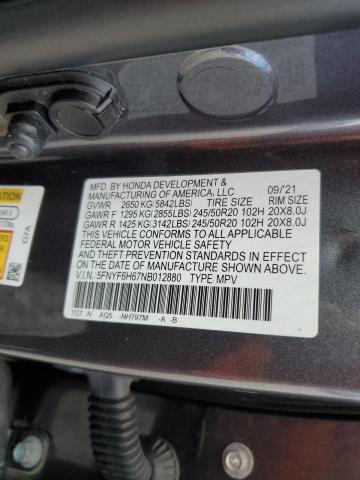 MFD. BY HONDA DEVELOPMENT &
MANUFACTURING OF AMERICA, LLC 09/21
GVWR 2650 KG(5842LBS) TIRE SIZE RIM SIZE
GAWR F 1295 KG(2855LBS) 245/50R20 102H 20X8.0J
GAWR R 1425 KG(3142LBS) 245/50R20 102H 20X8.0J
THIS VEHICLE CONFORMS TO ALL APPLICABLE
FEDERAL MOTOR VEHICLE SAFETY
AND THEFT PREVENTION STANDARDS IN EFFECT
ON THE DATE OF MANUFACTURE SHOWN ABOVE.
V.I.N.: 5FNYF6H67NB012880 TYPE MPV
TG7 N AQ5 -NH797M -A -B
G7A